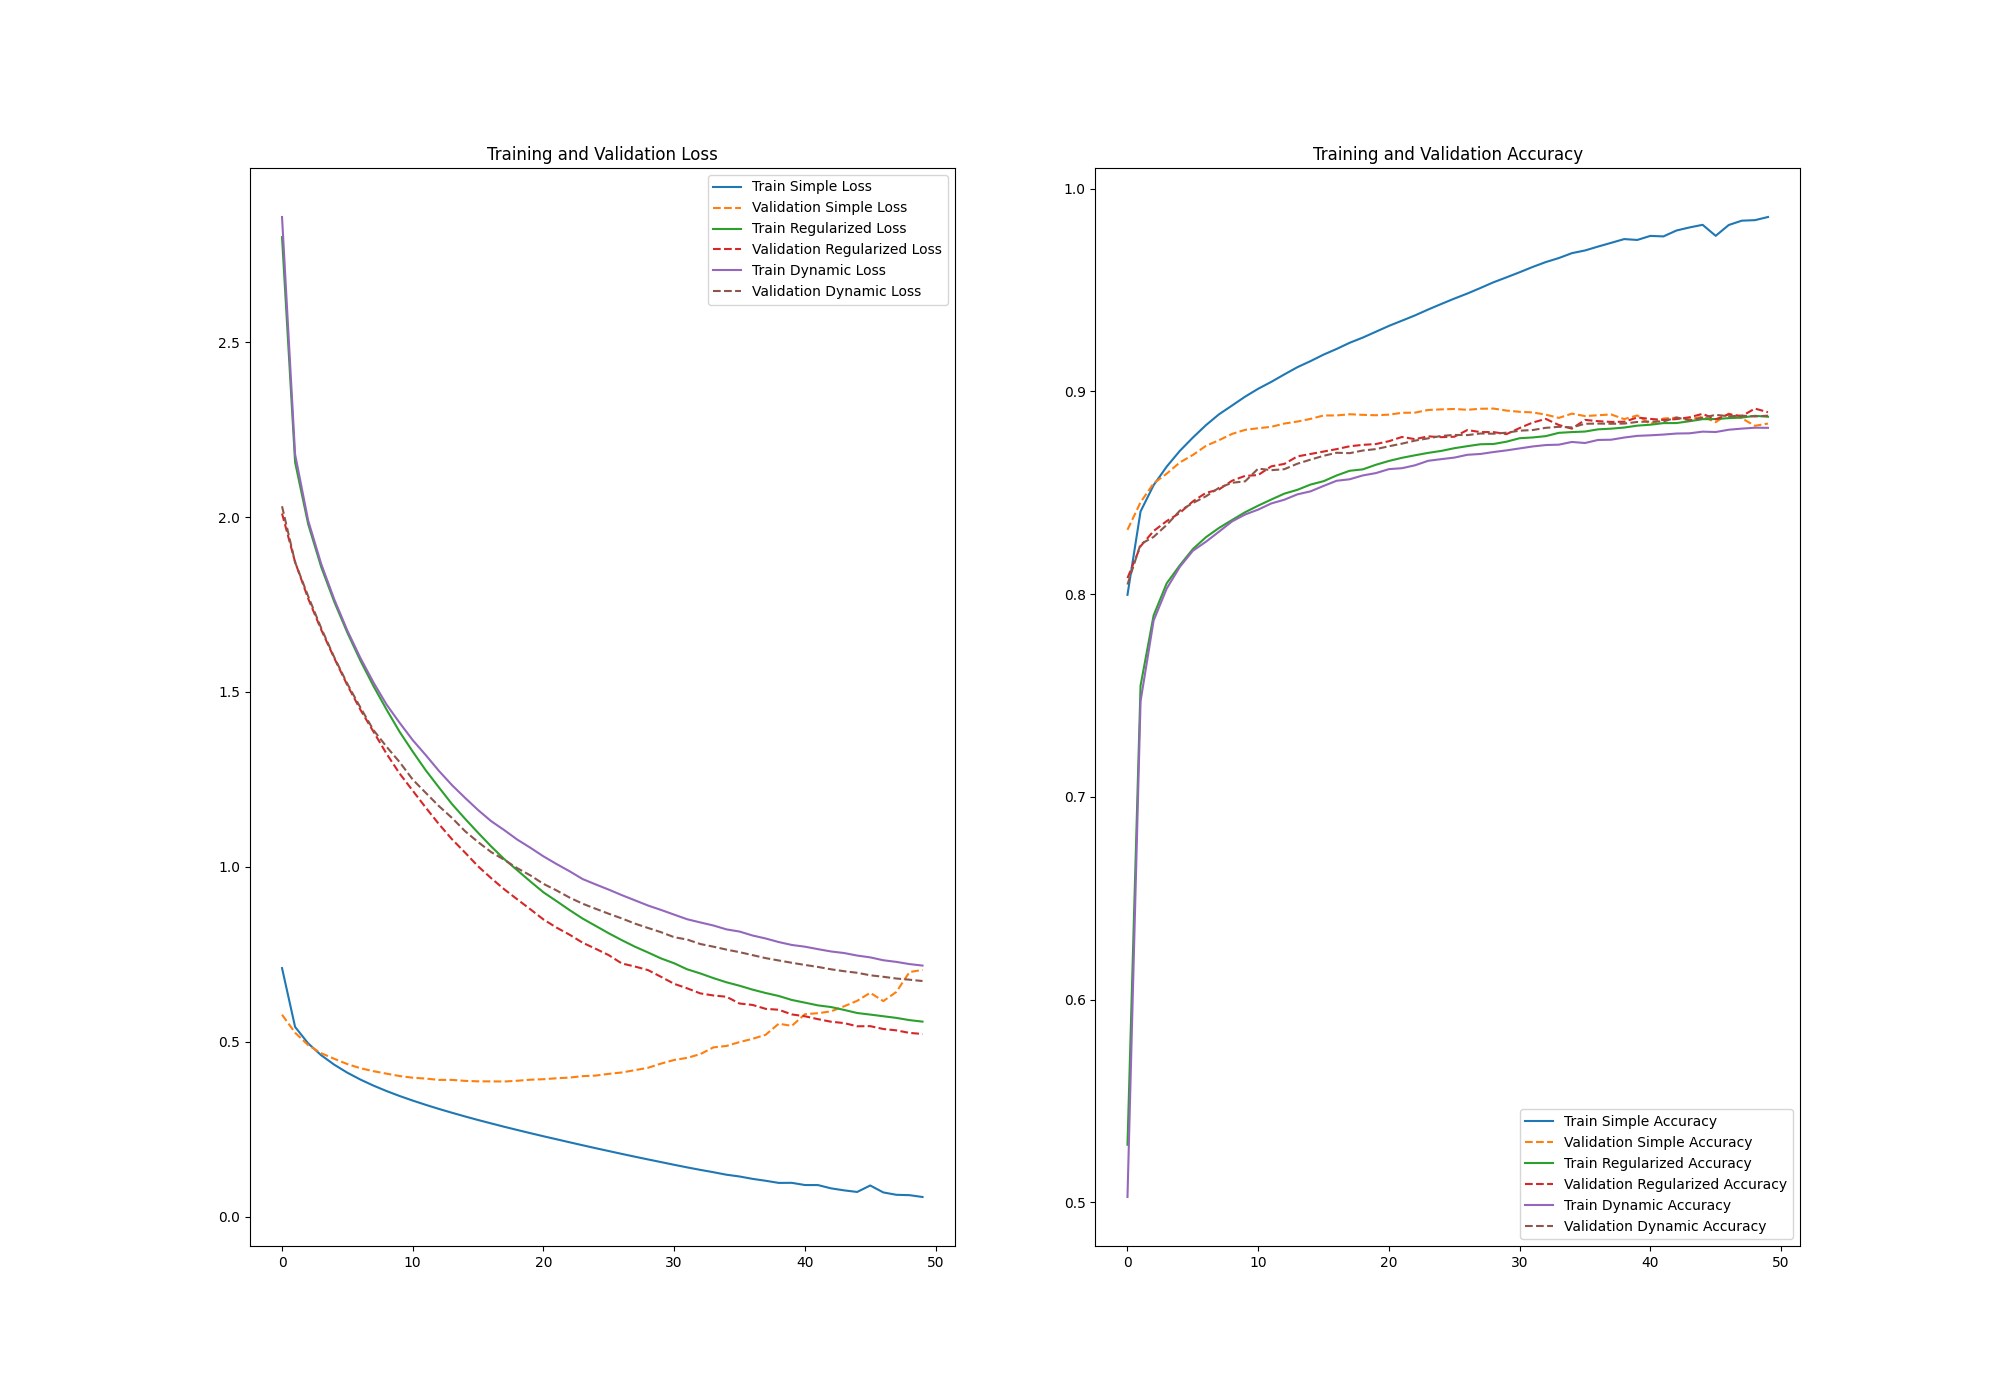 Training and Validation Loss
Train Simple Loss
Validation Simple Loss
Train Regularized Loss
Validation Regularized Loss
Train Dynamic Loss
Validation Dynamic Loss
2.5
2.0
1.5
1.0
0.5
0.0
0 10 20 30 40 50
Training and Validation Accuracy
1.0
0.9
0.8
0.7
0.6
0.5
Train Simple Accuracy
Validation Simple Accuracy
Train Regularized Accuracy
Validation Regularized Accuracy
Train Dynamic Accuracy
Validation Dynamic Accuracy
0 10 20 30 40 50